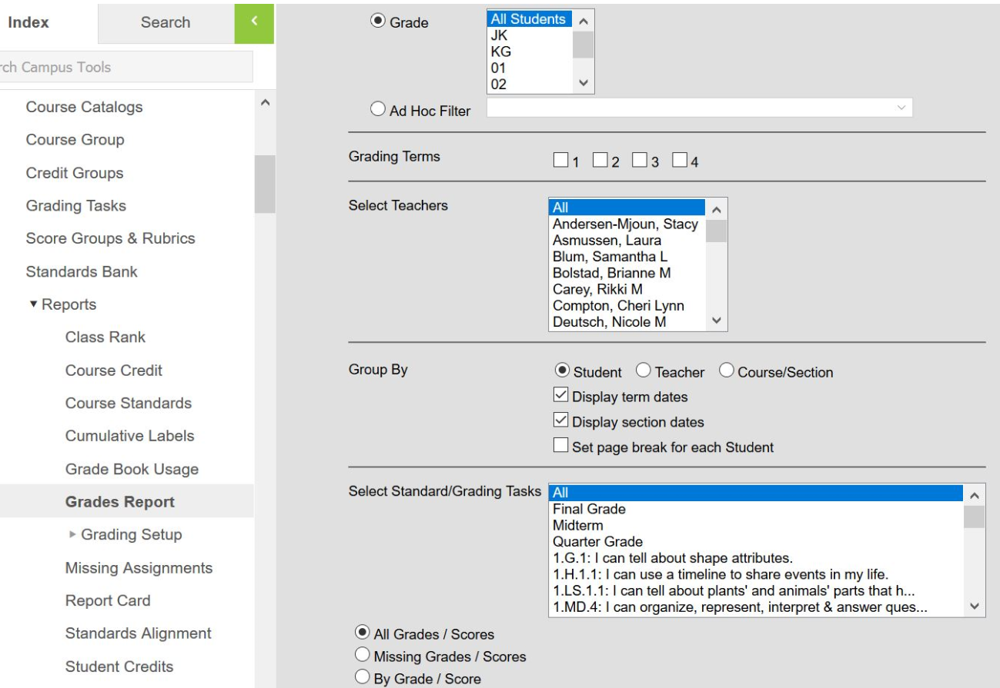 Index
Search
rch Campus Tools
Course Catalogs
Course Group
Credit Groups
Grading Tasks
Score Groups & Rubrics
Standards Bank
Reports
Class Rank
Course Credit
Course Standards
Cumulative Labels
Grade Book Usage
Grades Report
Grading Setup
Missing Assignments
Report Card
Standards Alignment
Student Credits
Grade
All Students
JK
KG
01
02
Ad Hoc Filter
Grading Terms
1 2 3 4
Select Teachers
All
Andersen-Mjoun, Stacy
Asmussen, Laura
Blum, Samantha L
Bolstad, Brianne M
Carey, Rikki M
Compton, Cheri Lynn
Deutsch, Nicole M
Group By
Student Teacher Course/Section
Display term dates
Display section dates
Set page break for each Student
Select Standard/Grading Tasks
All
Final Grade
Midterm
Quarter Grade
1.G.1: I can tell about shape attributes.
1.H.1.1: I can use a timeline to share events in my life.
1.LS.1.1: I can tell about plants' and animals' parts that h...
1.MD.4: I can organize, represent, interpret & answer ques...
All Grades / Scores
Missing Grades / Scores
By Grade / Score